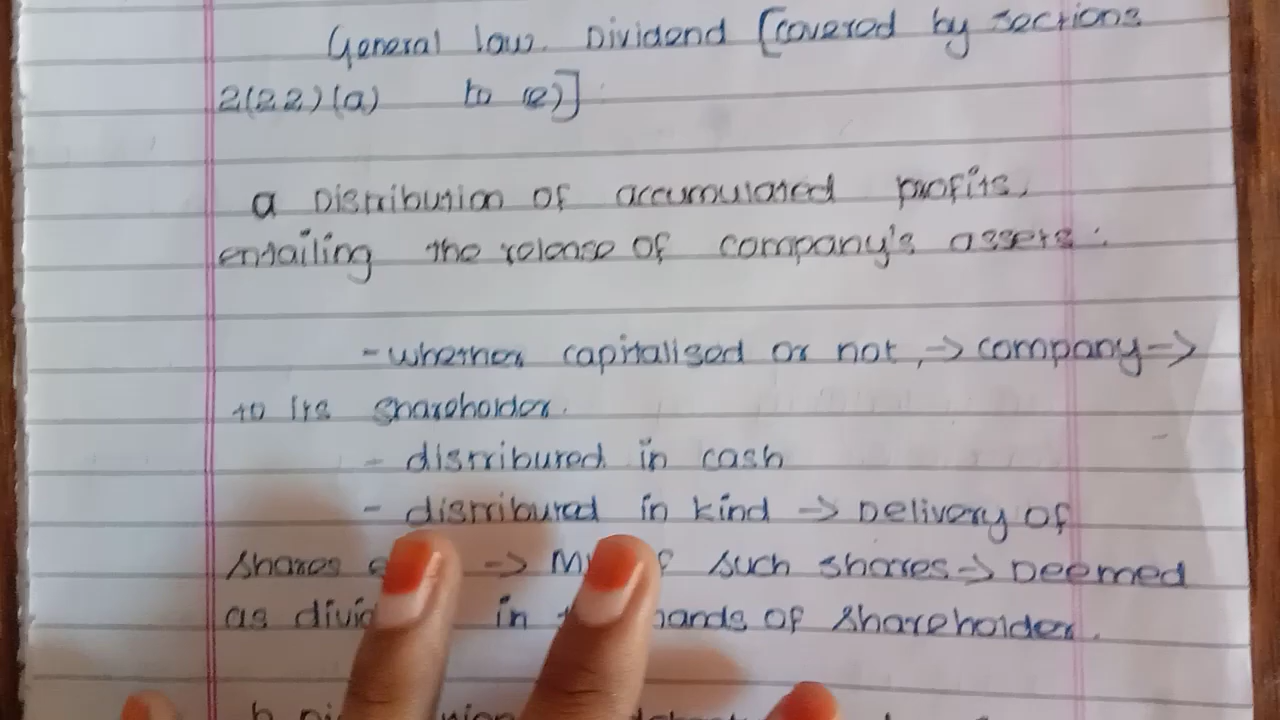 General law. Dividend [covered by sections
2(22)(a) to (e)]
a Distribution of accumulated profits,
entailing the release of company's assets.
- whether capitalised or not, -> company ->
to its shareholder.
- distributed in cash
- distributed in kind -> Delivery of
shares -> such shares -> Deemed
as in hands of shareholder.